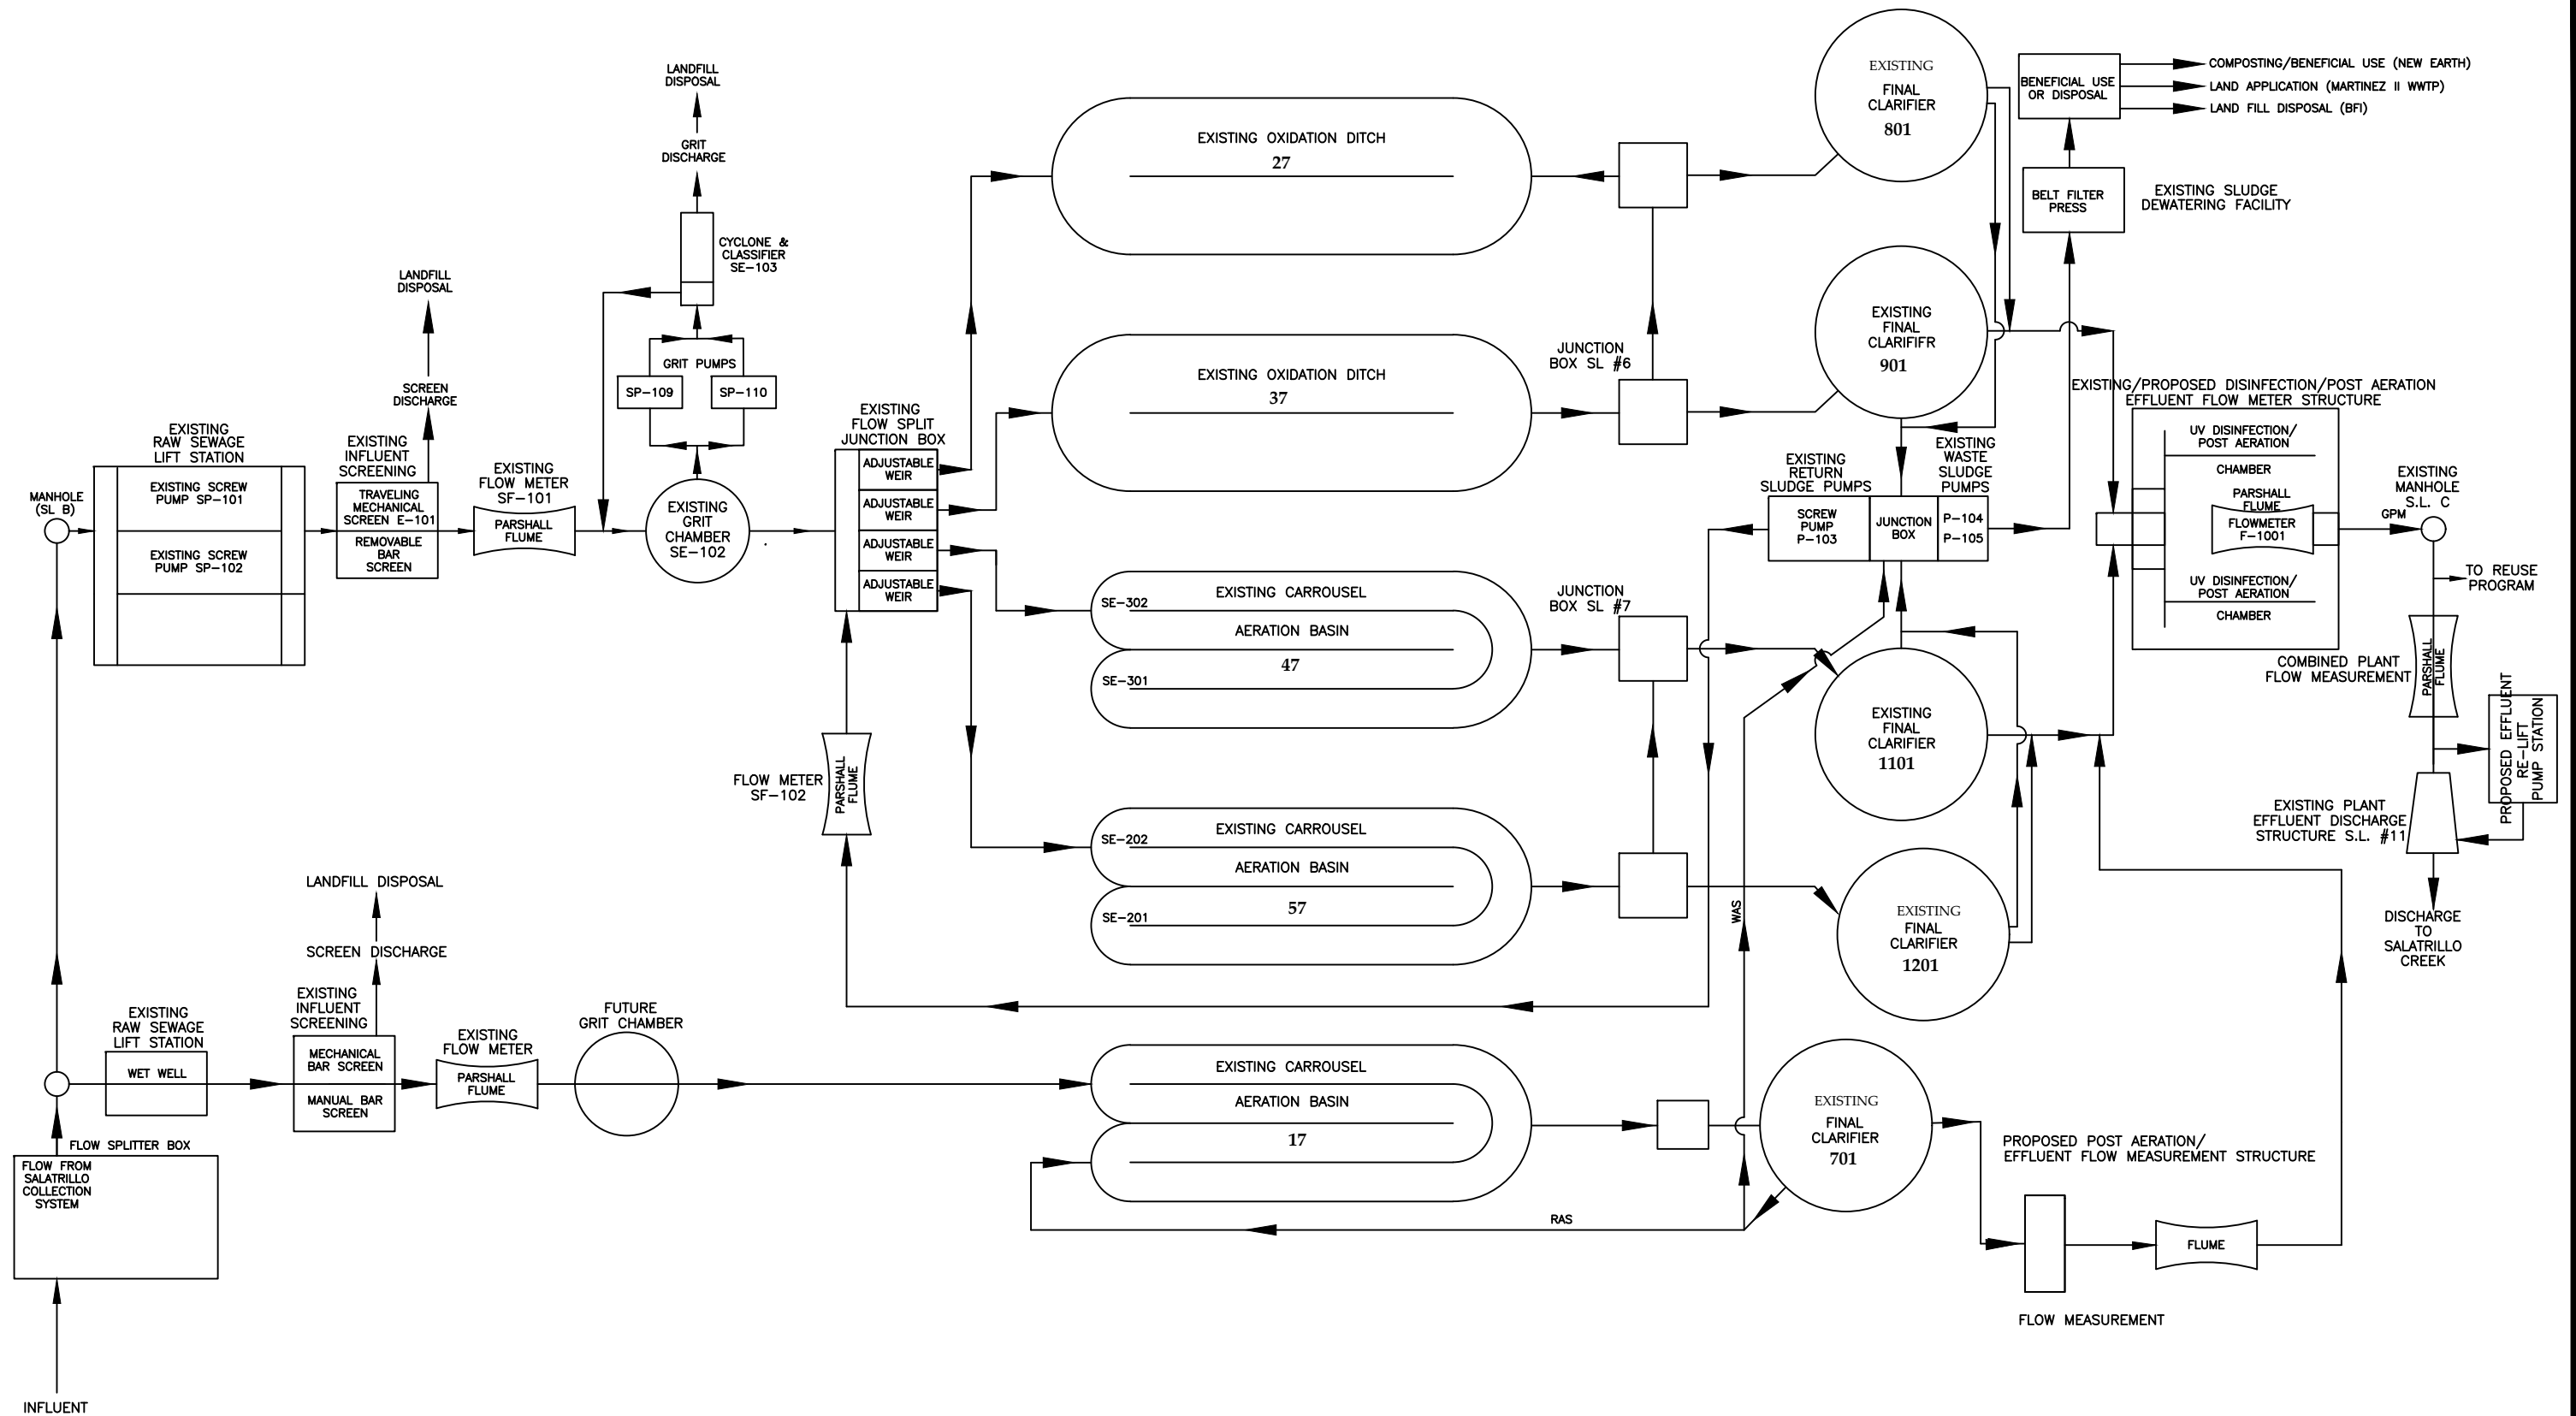 LANDFILL
DISPOSAL
GRIT
DISCHARGE
CYCLONE &
CLASSIFIER
SE-103
LANDFILL
DISPOSAL
SCREEN
DISCHARGE
GRIT PUMPS
SP-109
SP-110
EXISTING
RAW SEWAGE
LIFT STATION
EXISTING SCREW
PUMP SP-101
EXISTING SCREW
PUMP SP-102
MANHOLE
(SL B)
EXISTING
INFLUENT
SCREENING
TRAVELING
MECHANICAL
SCREEN E-101
REMOVABLE
BAR
SCREEN
EXISTING
FLOW METER
SF-101
PARSHALL
FLUME
EXISTING
GRIT
CHAMBER
SE-102
EXISTING
FLOW SPLIT
JUNCTION BOX
ADJUSTABLE
WEIR
ADJUSTABLE
WEIR
ADJUSTABLE
WEIR
ADJUSTABLE
WEIR
FLOW METER
SF-102
PARSHALL
FLUME
EXISTING OXIDATION DITCH
27
EXISTING OXIDATION DITCH
37
SE-302
EXISTING CARROUSEL
AERATION BASIN
47
SE-301
SE-202
EXISTING CARROUSEL
AERATION BASIN
57
SE-201
EXISTING CARROUSEL
AERATION BASIN
17
RAS
WAS
JUNCTION
BOX SL #6
JUNCTION
BOX SL #7
EXISTING
FINAL
CLARIFIER
801
EXISTING
FINAL
CLARIFIFR
901
EXISTING
RETURN
SLUDGE PUMPS
EXISTING
WASTE
SLUDGE
PUMPS
SCREW
PUMP
P-103
JUNCTION
BOX
P-104
P-105
EXISTING
FINAL
CLARIFIER
1101
EXISTING
FINAL
CLARIFIER
1201
EXISTING
FINAL
CLARIFIER
701
BENEFICIAL USE
OR DISPOSAL
COMPOSTING/BENEFICIAL USE (NEW EARTH)
LAND APPLICATION (MARTINEZ II WWTP)
LAND FILL DISPOSAL (BFI)
BELT FILTER
PRESS
EXISTING SLUDGE
DEWATERING FACILITY
EXISTING/PROPOSED DISINFECTION/POST AERATION
EFFLUENT FLOW METER STRUCTURE
UV DISINFECTION/
POST AERATION
CHAMBER
PARSHALL
FLUME
FLOWMETER
F-1001
UV DISINFECTION/
POST AERATION
CHAMBER
EXISTING
MANHOLE
S.L. C
GPM
TO REUSE
PROGRAM
COMBINED PLANT
FLOW MEASUREMENT
PARSHALL
FLUME
PROPOSED EFFLUENT
RE-LIFT
PUMP STATION
EXISTING PLANT
EFFLUENT DISCHARGE
STRUCTURE S.L. #11
DISCHARGE
TO
SALATRILLO
CREEK
LANDFILL DISPOSAL
SCREEN DISCHARGE
EXISTING
INFLUENT
SCREENING
MECHANICAL
BAR SCREEN
MANUAL BAR
SCREEN
EXISTING
RAW SEWAGE
LIFT STATION
WET WELL
EXISTING
FLOW METER
PARSHALL
FLUME
FUTURE
GRIT CHAMBER
FLOW SPLITTER BOX
FLOW FROM
SALATRILLO
COLLECTION
SYSTEM
INFLUENT
PROPOSED POST AERATION/
EFFLUENT FLOW MEASUREMENT STRUCTURE
FLUME
FLOW MEASUREMENT